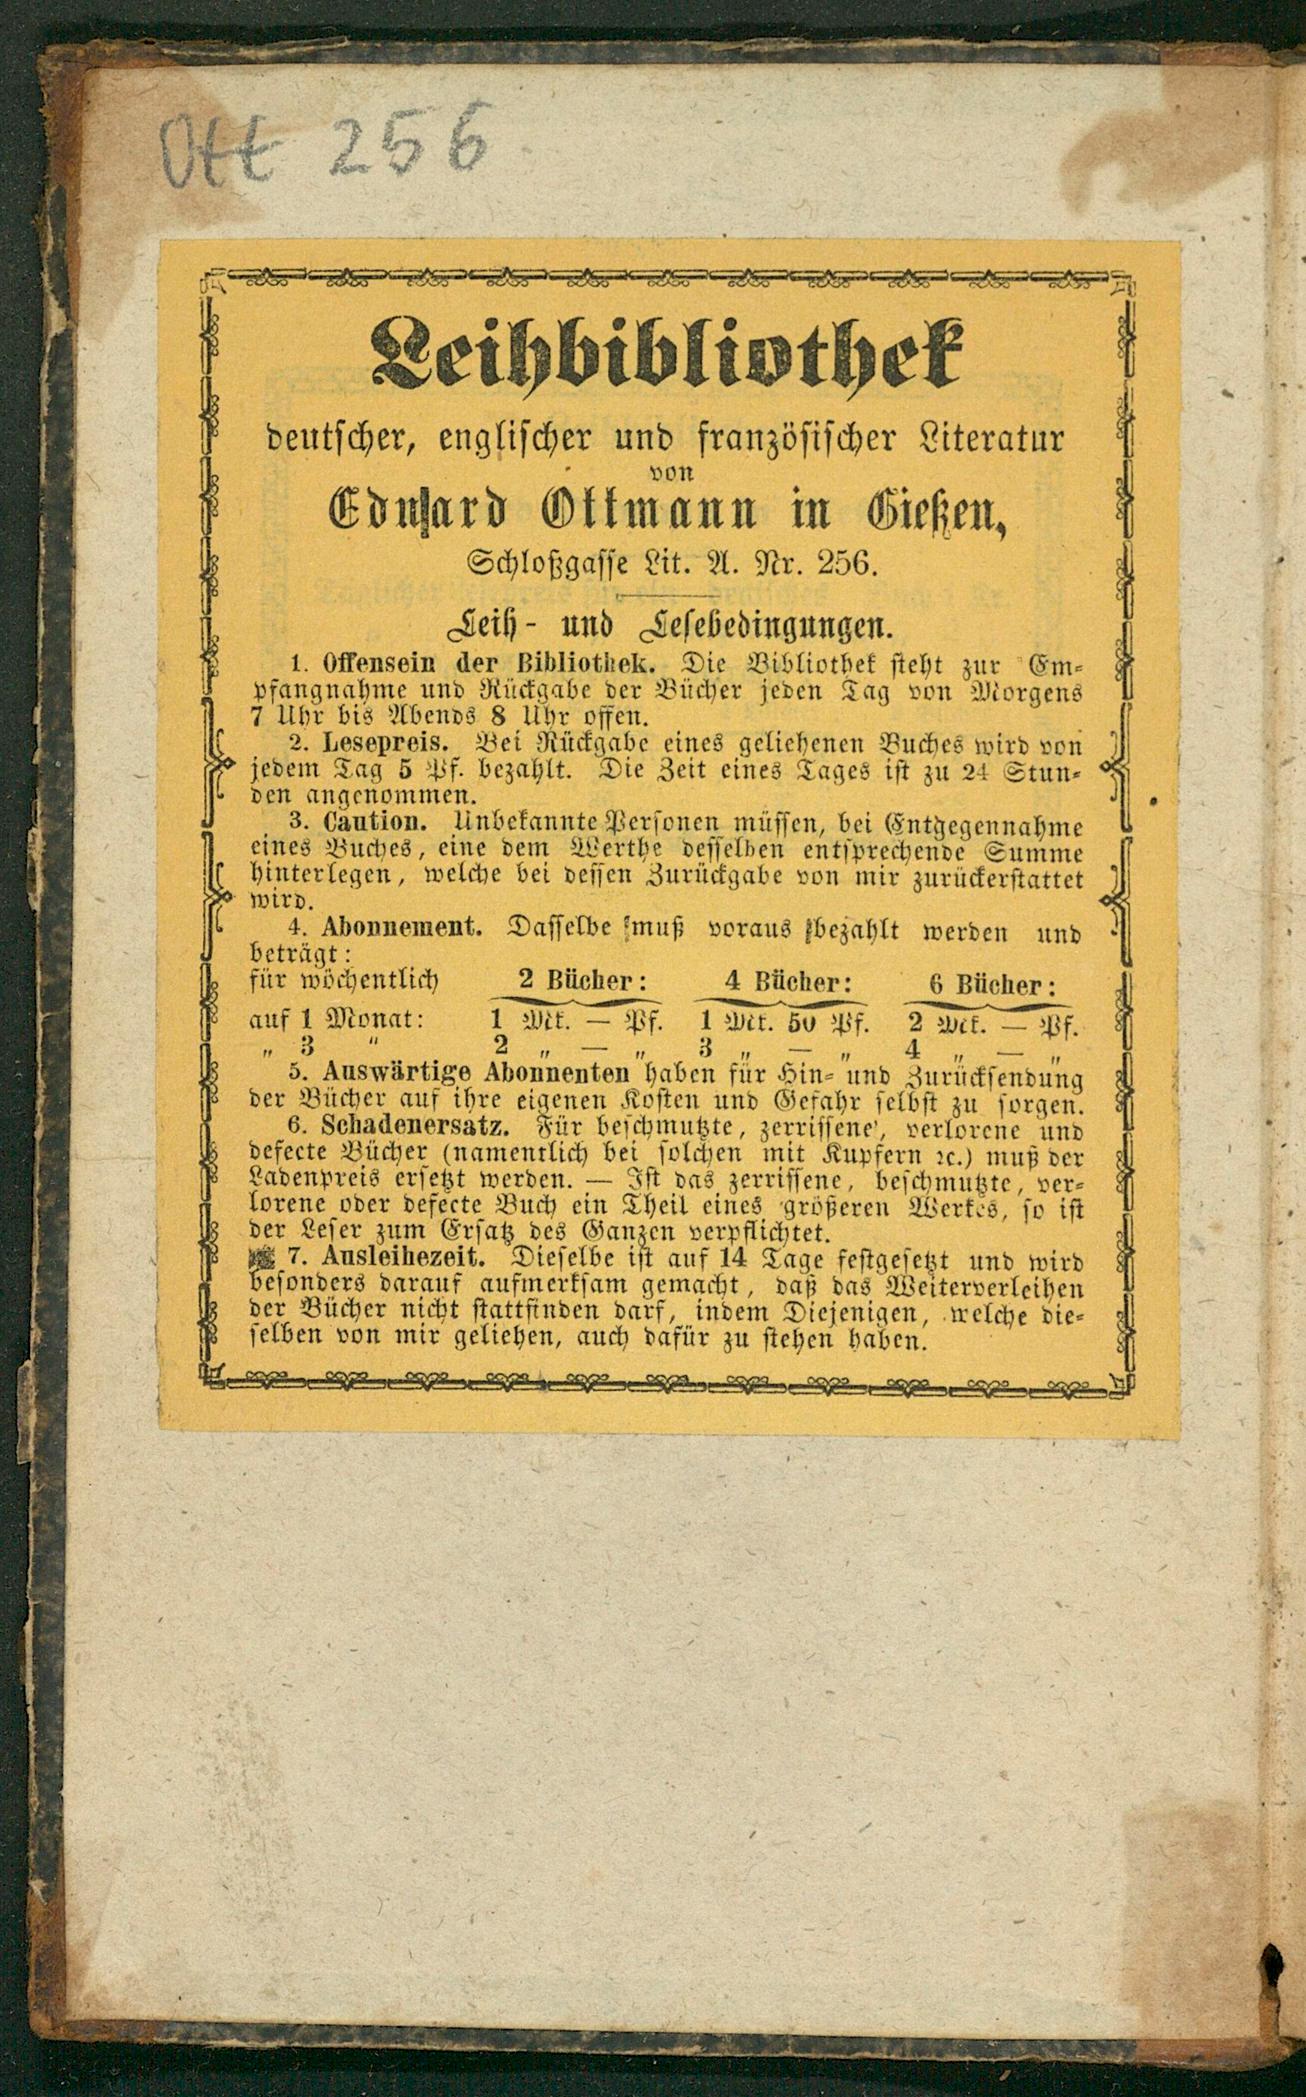 Ott 256
Leihbibliothek
deutscher, englischer und französischer Literatur
von
Eduard Ottmann in Gießen,
Schloßgasse Lit. A. Nr. 256.
Leih- und Lesebedingungen.
1. Offensein der Bibliothek. Die Bibliothek steht zur Em-
pfangnahme und Rückgabe der Bücher jeden Tag von Morgens
7 Uhr bis Abends 8 Uhr offen.
2. Lesepreis. Bei Rückgabe eines geliehenen Buches wird von
jedem Tag 5 Pf. bezahlt. Die Zeit eines Tages ist zu 24 Stun-
den angenommen.
3. Caution. Unbekannte Personen müssen, bei Entgegennahme
eines Buches, eine dem Werthe desselben entsprechende Summe
hinterlegen, welche bei dessen Zurückgabe von mir zurückerstattet
wird.
4. Abonnement. Dasselbe muß voraus bezahlt werden und
beträgt:
für wöchentlich 2 Bücher: 4 Bücher: 6 Bücher:
auf 1 Monat: 1 Mk. — Pf. 1 Mk. 50 Pf. 2 Mk. — Pf.
„ 3 „ 2 „ — „ 3 „ — „ 4 „ — „
5. Auswärtige Abonnenten haben für Hin- und Zurücksendung
der Bücher auf ihre eigenen Kosten und Gefahr selbst zu sorgen.
6. Schadenersatz. Für beschmutzte, zerrissene, verlorene und
defecte Bücher (namentlich bei solchen mit Kupfern ꝛc.) muß der
Ladenpreis ersetzt werden. — Ist das zerrissene, beschmutzte, ver-
lorene oder defecte Buch ein Theil eines größeren Werkes, so ist
der Leser zum Ersatz des Ganzen verpflichtet.
7. Ausleihezeit. Dieselbe ist auf 14 Tage festgesetzt und wird
besonders darauf aufmerksam gemacht, daß das Weiterverleihen
der Bücher nicht stattfinden darf, indem Diejenigen, welche die-
selben von mir geliehen, auch dafür zu stehen haben.